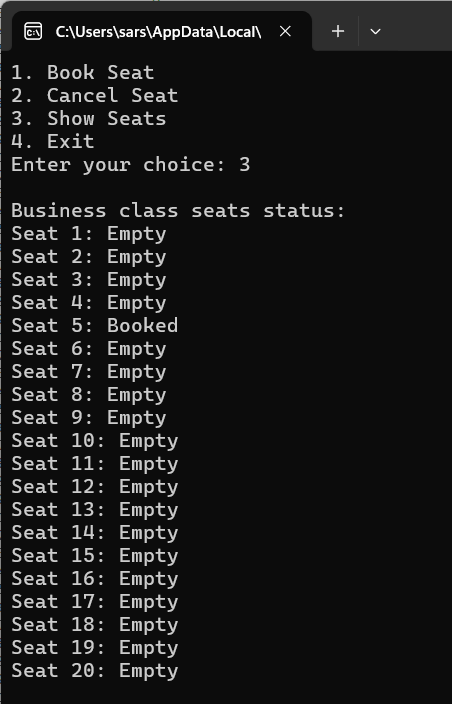 C:\Users\sars\AppData\Local\
1. Book Seat
2. Cancel Seat
3. Show Seats
4. Exit
Enter your choice: 3
Business class seats status:
Seat 1: Empty
Seat 2: Empty
Seat 3: Empty
Seat 4: Empty
Seat 5: Booked
Seat 6: Empty
Seat 7: Empty
Seat 8: Empty
Seat 9: Empty
Seat 10: Empty
Seat 11: Empty
Seat 12: Empty
Seat 13: Empty
Seat 14: Empty
Seat 15: Empty
Seat 16: Empty
Seat 17: Empty
Seat 18: Empty
Seat 19: Empty
Seat 20: Empty